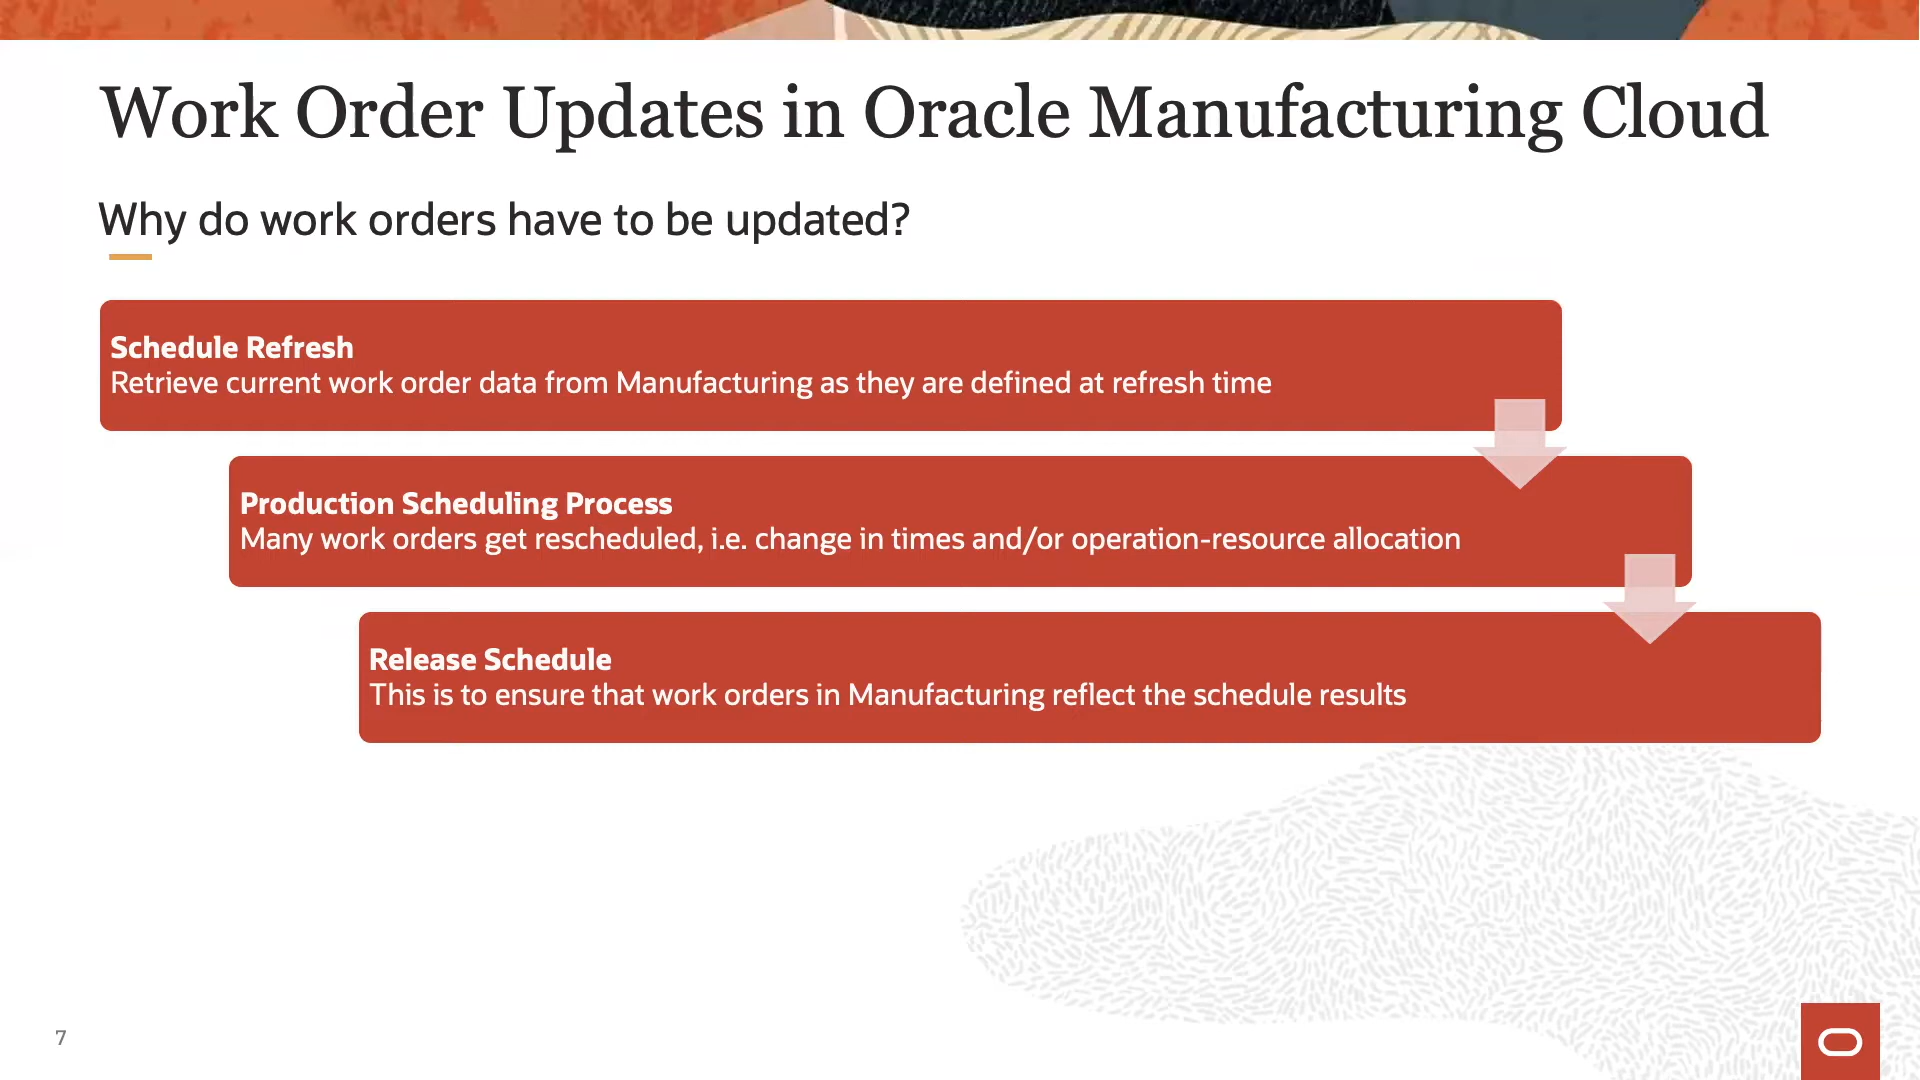 Work Order Updates in Oracle Manufacturing Cloud
Why do work orders have to be updated?
Schedule Refresh
Retrieve current work order data from Manufacturing as they are defined at refresh time
Production Scheduling Process
Many work orders get rescheduled, i.e. change in times and/or operation-resource allocation
Release Schedule
This is to ensure that work orders in Manufacturing reflect the schedule results
7